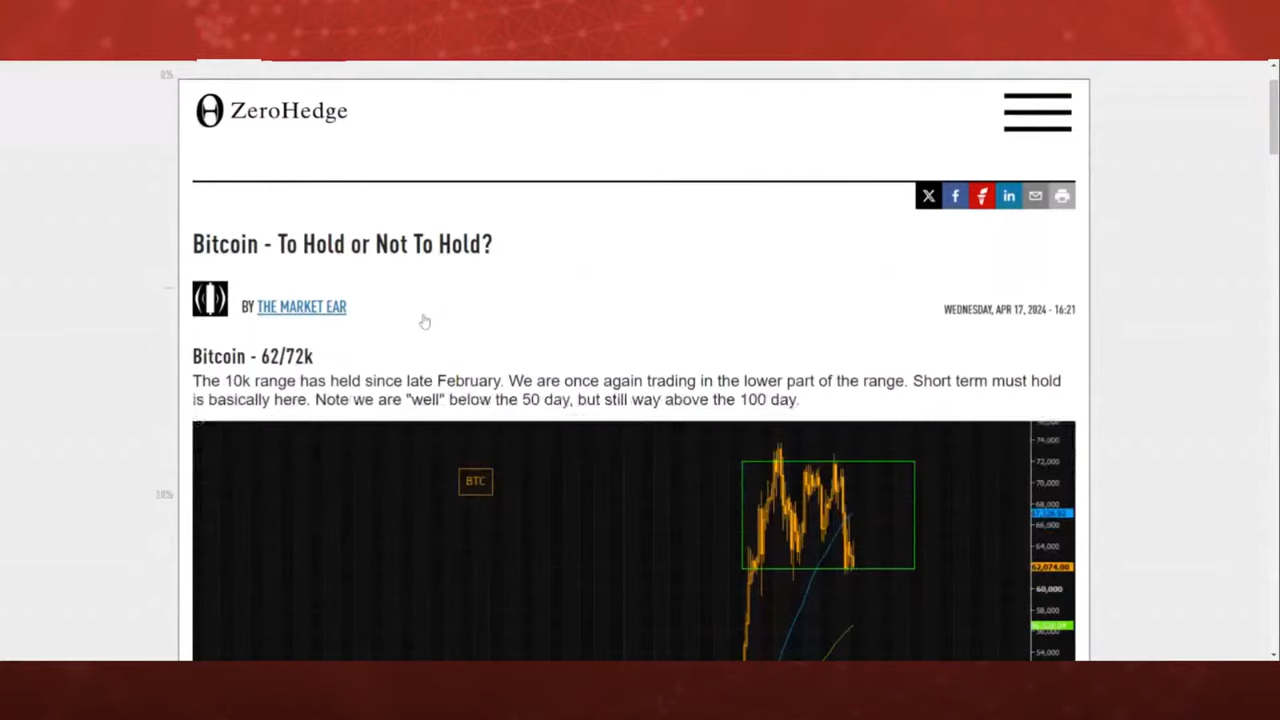 0%
ZeroHedge
Bitcoin - To Hold or Not To Hold?
BY THE MARKET EAR
WEDNESDAY, APR 17, 2024 - 16:21
Bitcoin - 62/72k
The 10k range has held since late February. We are once again trading in the lower part of the range. Short term must hold
is basically here. Note we are "well" below the 50 day, but still way above the 100 day.
BTC
74,000
72,000
70,000
68,000
66,000
64,000
62,074.00
60,000
58,000
56,000
54,000